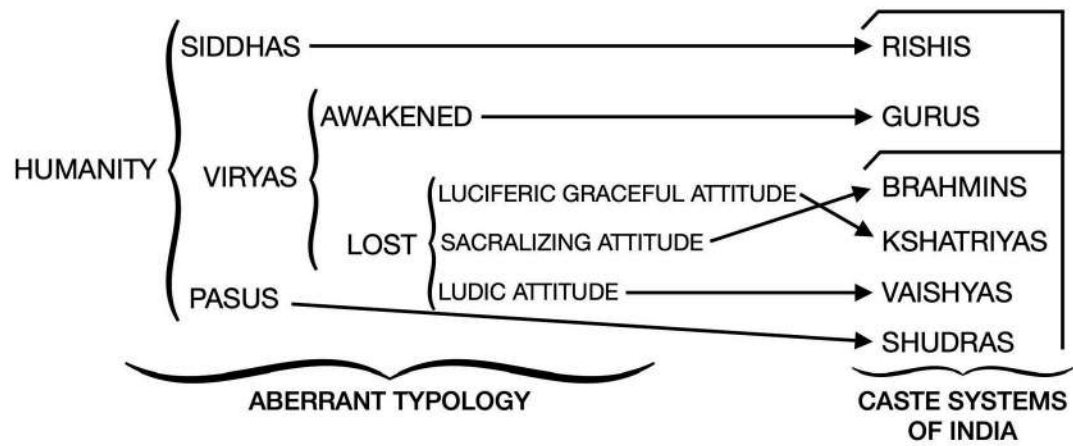 SIDDHAS
RISHIS
AWAKENED
GURUS
HUMANITY
VIRYAS
LUCIFERIC GRACEFUL ATTITUDE
BRAHMINS
LOST
SACRALIZING ATTITUDE
KSHATRIYAS
PASUS
LUDIC ATTITUDE
VAISHYAS
SHUDRAS
ABERRANT TYPOLOGY
CASTE SYSTEMS
OF INDIA